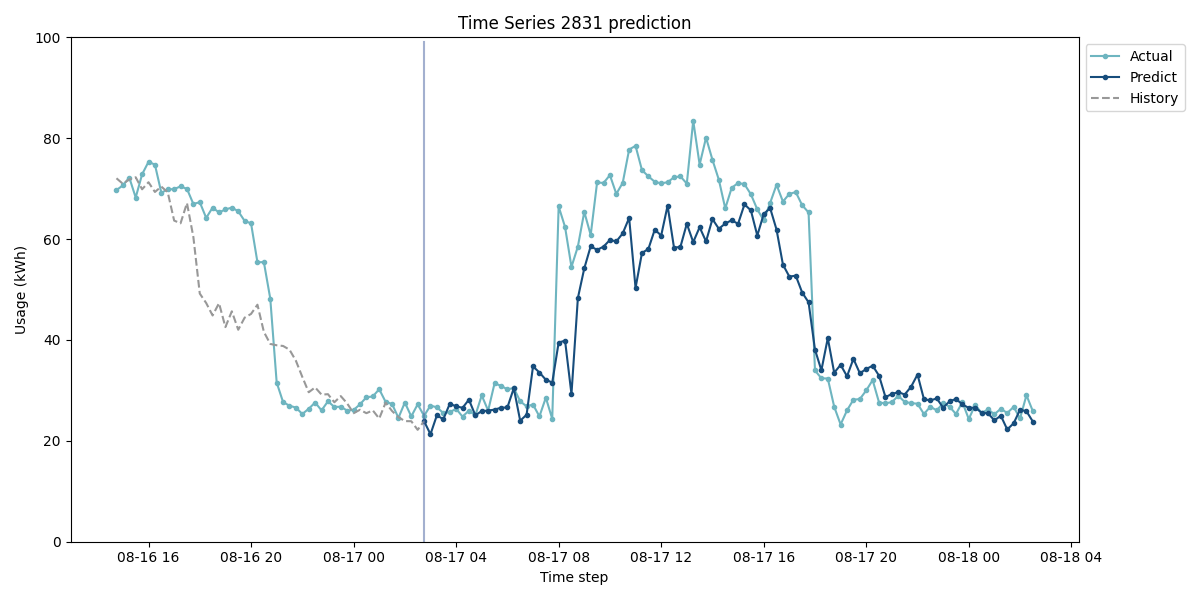 Time Series 2831 prediction
Actual
Predict
History
Usage (kWh)
100
80
60
40
20
0
08-16 16
08-16 20
08-17 00
08-17 04
08-17 08
08-17 12
08-17 16
08-17 20
08-18 00
08-18 04
Time step